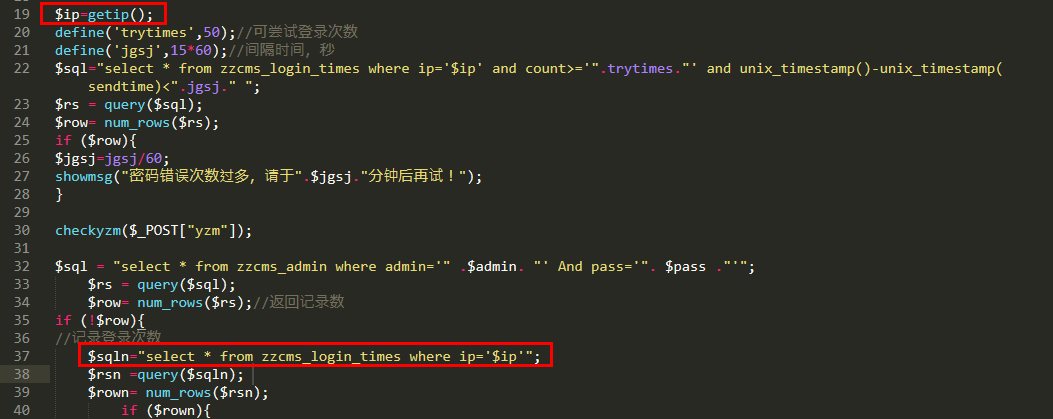 19 $ip=getip();
20 define('trytimes',50);//可尝试登录次数
21 define('jgsj',15*60);//间隔时间，秒
22 $sql="select * from zzcms_login_times where ip='$ip' and count>='".trytimes."' and unix_timestamp()-unix_timestamp(
sendtime)<".jgsj." ";
23 $rs = query($sql);
24 $row= num_rows($rs);
25 if ($row){
26 $jgsj=jgsj/60;
27 showmsg("密码错误次数过多，请于".$jgsj."分钟后再试！");
28 }
29
30 checkyzm($_POST["yzm"]);
31
32 $sql = "select * from zzcms_admin where admin='" .$admin. "' And pass='". $pass ."'";
33 $rs = query($sql);
34 $row= num_rows($rs);//返回记录数
35 if (!$row){
36 //记录登录次数
37 $sqln="select * from zzcms_login_times where ip='$ip'";
38 $rsn =query($sqln);
39 $rown= num_rows($rsn);
40 if ($rown){